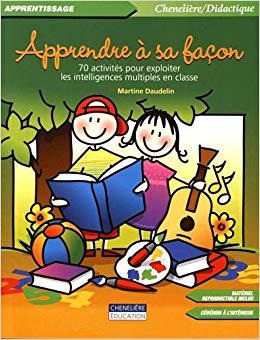 APPRENTISSAGE
Chenelière/Didactique
Apprendre à sa façon
70 activités pour exploiter
les intelligences multiples en classe
Martine Daudelin
MATÉRIEL
REPRODUCTIBLE INCLUS
CÉDÉROM À L'INTÉRIEUR
CHENELIÈRE
ÉDUCATION